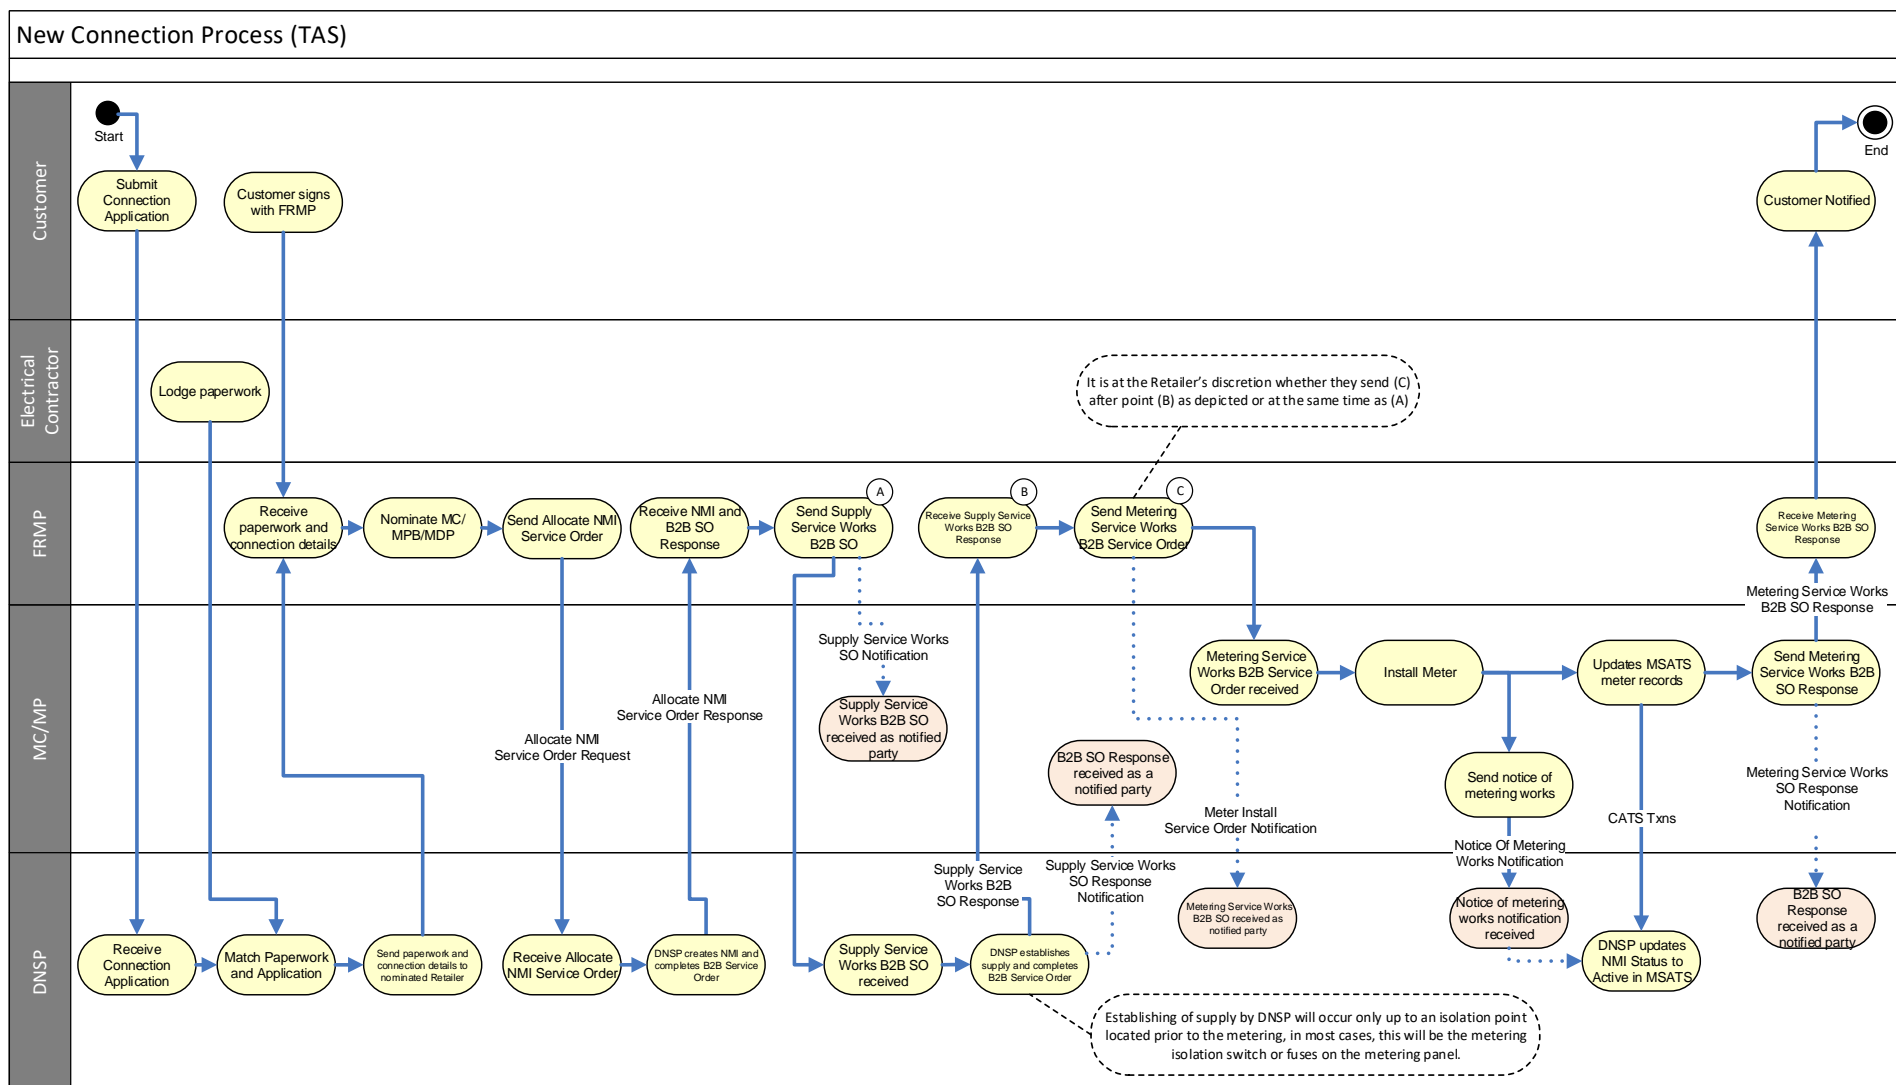 New Connection Process (TAS)
Customer
Start
Submit
Connection
Application
Customer signs
with FRMP
End
Customer Notified
Electrical
Contractor
Lodge paperwork
It is at the Retailer's discretion whether they send (C)
after point (B) as depicted or at the same time as (A)
FRMP
Receive
paperwork and
connection details
Nominate MC/
MPB/MDP
Send Allocate NMI
Service Order
Receive NMI and
B2B SO
Response
A
Send Supply
Service Works
B2B SO
B
Receive Supply Service
Works B2B SO
Response
C
Send Metering
Service Works
B2B Service Order
Receive Metering
Service Works B2B SO
Response
Metering Service Works
B2B SO Response
MC/MP
Allocate NMI
Service Order Request
Allocate NMI
Service Order Response
Supply Service Works
SO Notification
Supply Service
Works B2B SO
received as notified
party
B2B SO Response
received as a
notified party
Metering Service
Works B2B Service
Order received
Install Meter
Updates MSATS
meter records
Send Metering
Service Works B2B
SO Response
Send notice of
metering works
Meter Install
Service Order Notification
CATS Txns
Metering Service Works
SO Response
Notification
Notice Of Metering
Works Notification
Supply Service
Works B2B
SO Response
Supply Service Works
SO Response
Notification
DNSP
Receive
Connection
Application
Match Paperwork
and Application
Send paperwork and
connection details to
nominated Retailer
Receive Allocate
NMI Service Order
DNSP creates NMI and
completes B2B Service
Order
Supply Service
Works B2B SO
received
DNSP establishes
supply and completes
B2B Service Order
Metering Service Works
B2B SO received as
notified party
Notice of metering
works notification
received
DNSP updates
NMI Status to
Active in MSATS
B2B SO
Response
received as a
notified party
Establishing of supply by DNSP will occur only up to an isolation point
located prior to the metering, in most cases, this will be the metering
isolation switch or fuses on the metering panel.